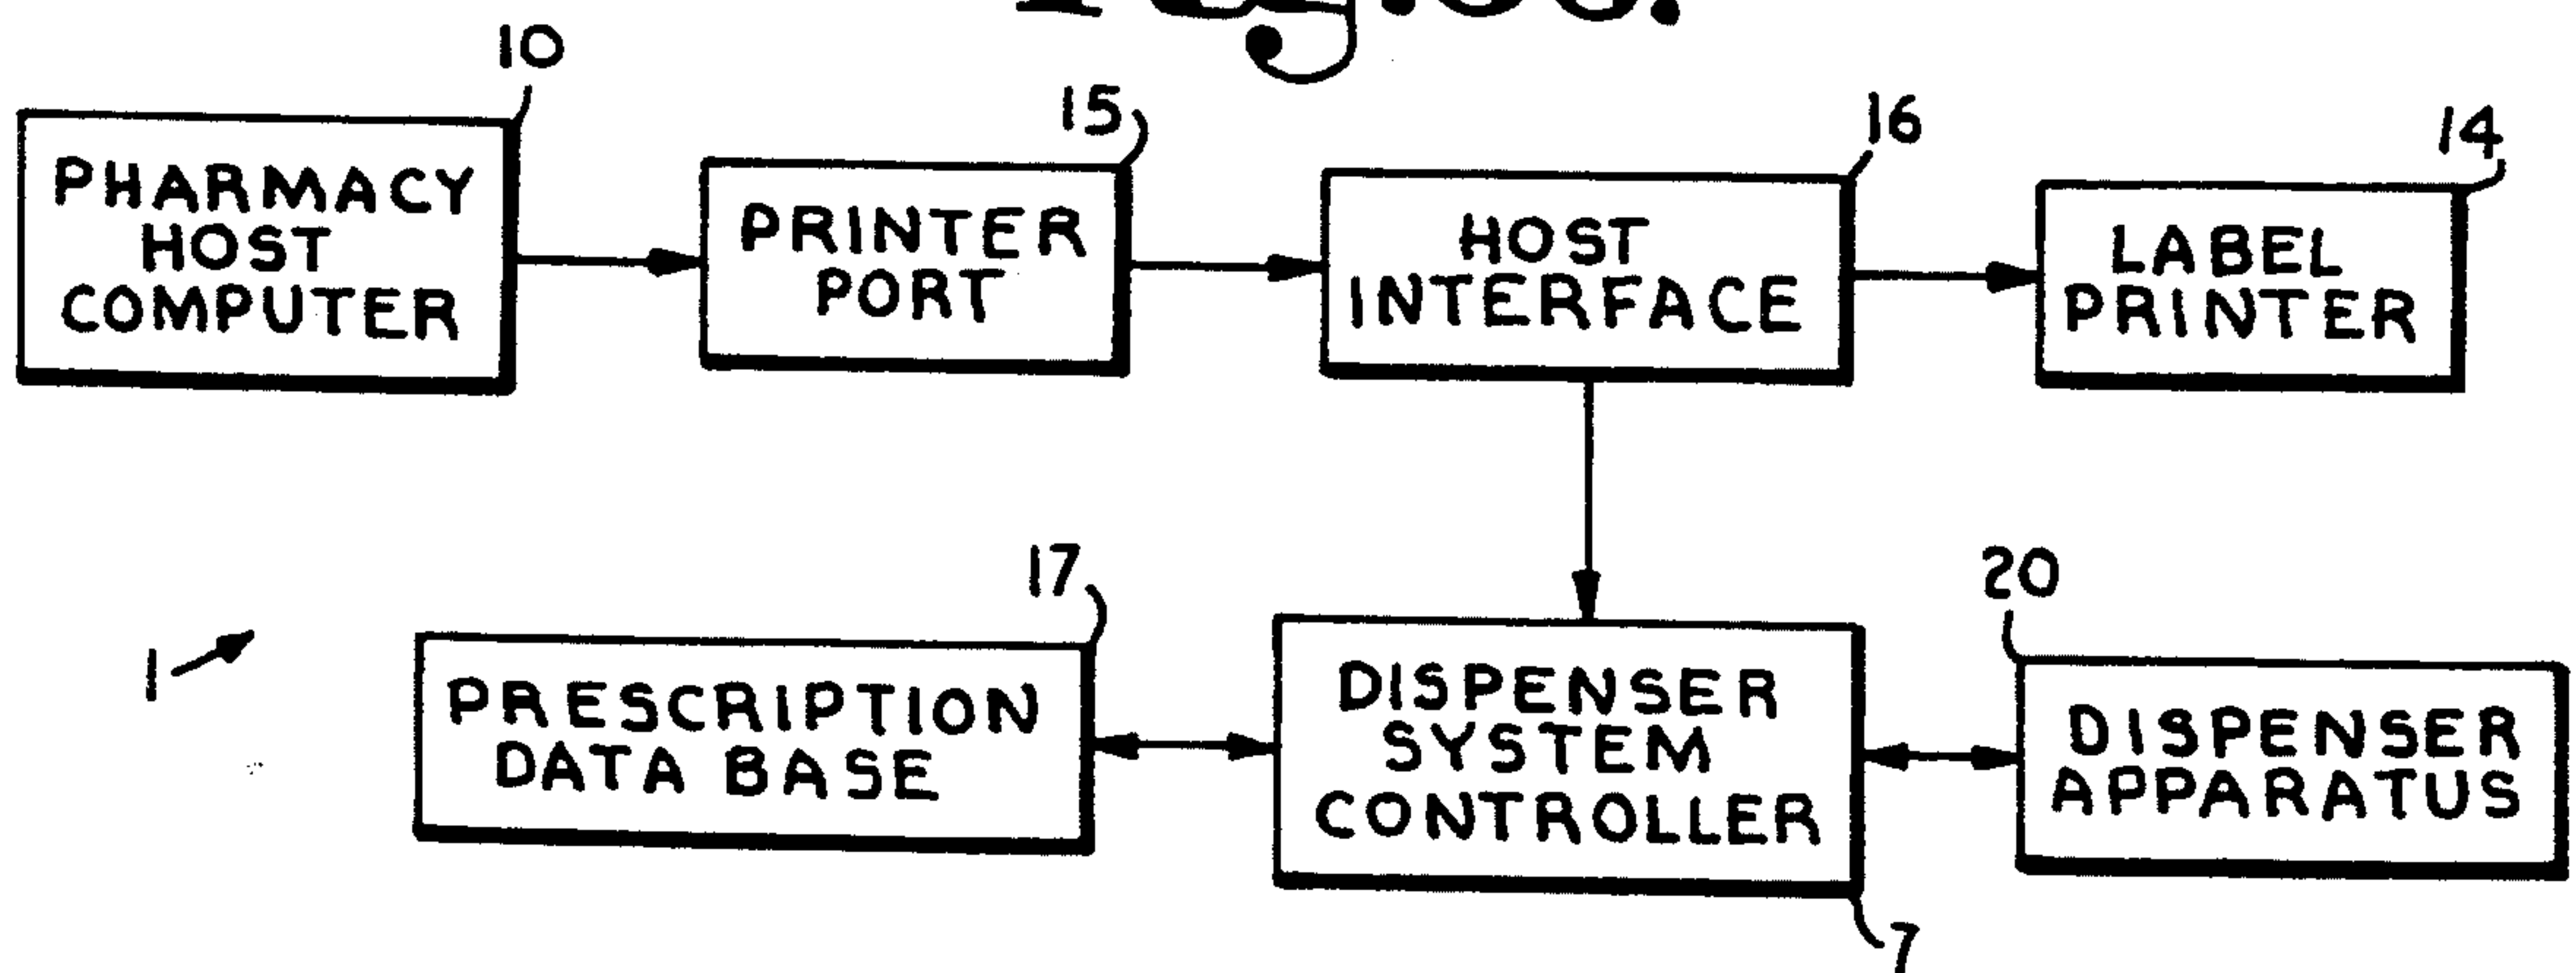 10
15
16
14
PHARMACY
HOST
COMPUTER
PRINTER
PORT
HOST
INTERFACE
LABEL
PRINTER
17
20
1
PRESCRIPTION
DATA BASE
DISPENSER
SYSTEM
CONTROLLER
DISPENSER
APPARATUS
7